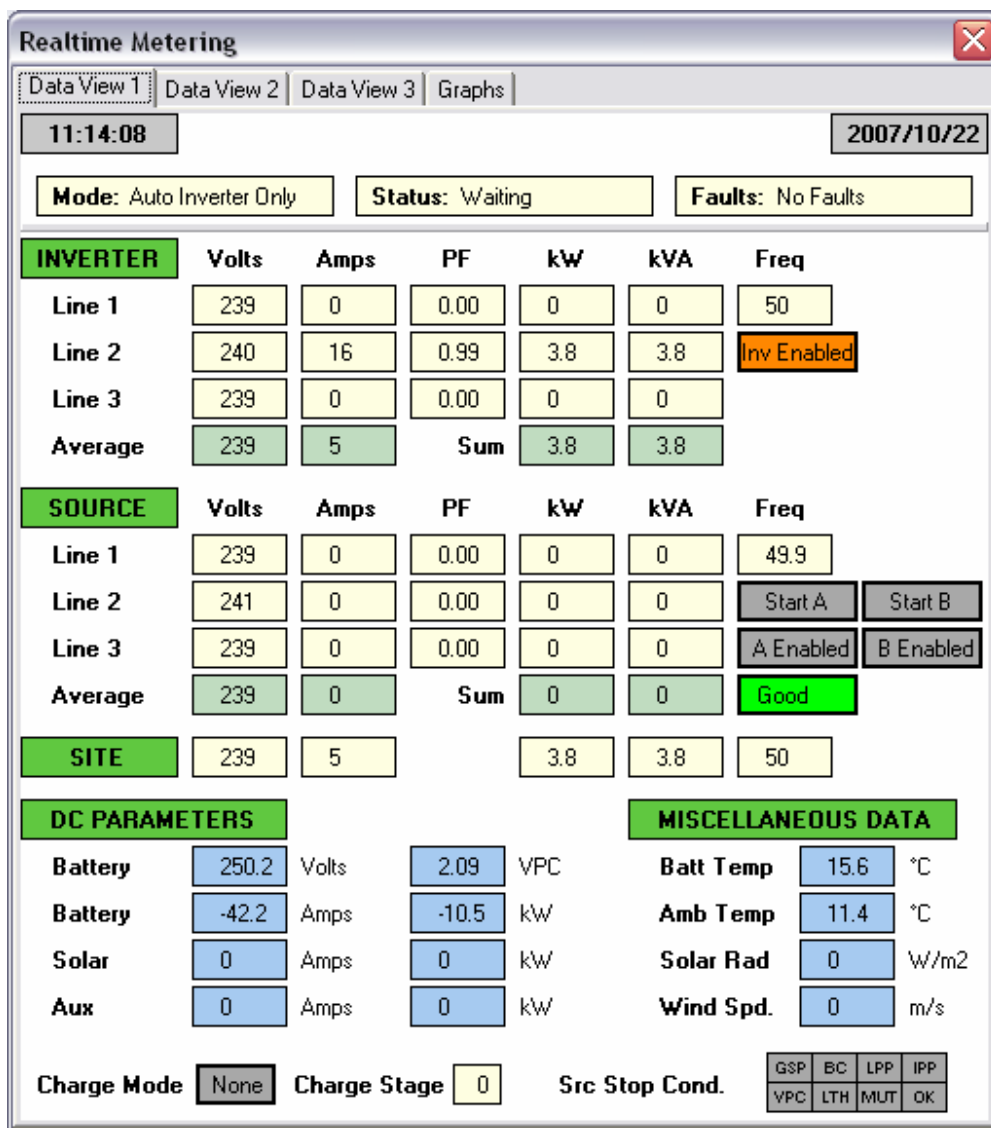 Realtime Metering
Data View 1 Data View 2 Data View 3 Graphs
11:14:08 2007/10/22
Mode: Auto Inverter Only Status: Waiting Faults: No Faults
INVERTER Volts Amps PF kW kVA Freq
Line 1 239 0 0.00 0 0 50
Line 2 240 16 0.99 3.8 3.8 Inv Enabled
Line 3 239 0 0.00 0 0
Average 239 5 Sum 3.8 3.8
SOURCE Volts Amps PF kW kVA Freq
Line 1 239 0 0.00 0 0 49.9
Line 2 241 0 0.00 0 0 Start A Start B
Line 3 239 0 0.00 0 0 A Enabled B Enabled
Average 239 0 Sum 0 0 Good
SITE 239 5 3.8 3.8 50
DC PARAMETERS MISCELLANEOUS DATA
Battery 250.2 Volts 2.09 VPC Batt Temp 15.6 °C
Battery -42.2 Amps -10.5 kW Amb Temp 11.4 °C
Solar 0 Amps 0 kW Solar Rad 0 W/m2
Aux 0 Amps 0 kW Wind Spd. 0 m/s
Charge Mode None Charge Stage 0 Src Stop Cond. GSP BC LPP IPP
VPC LTH MUT OK